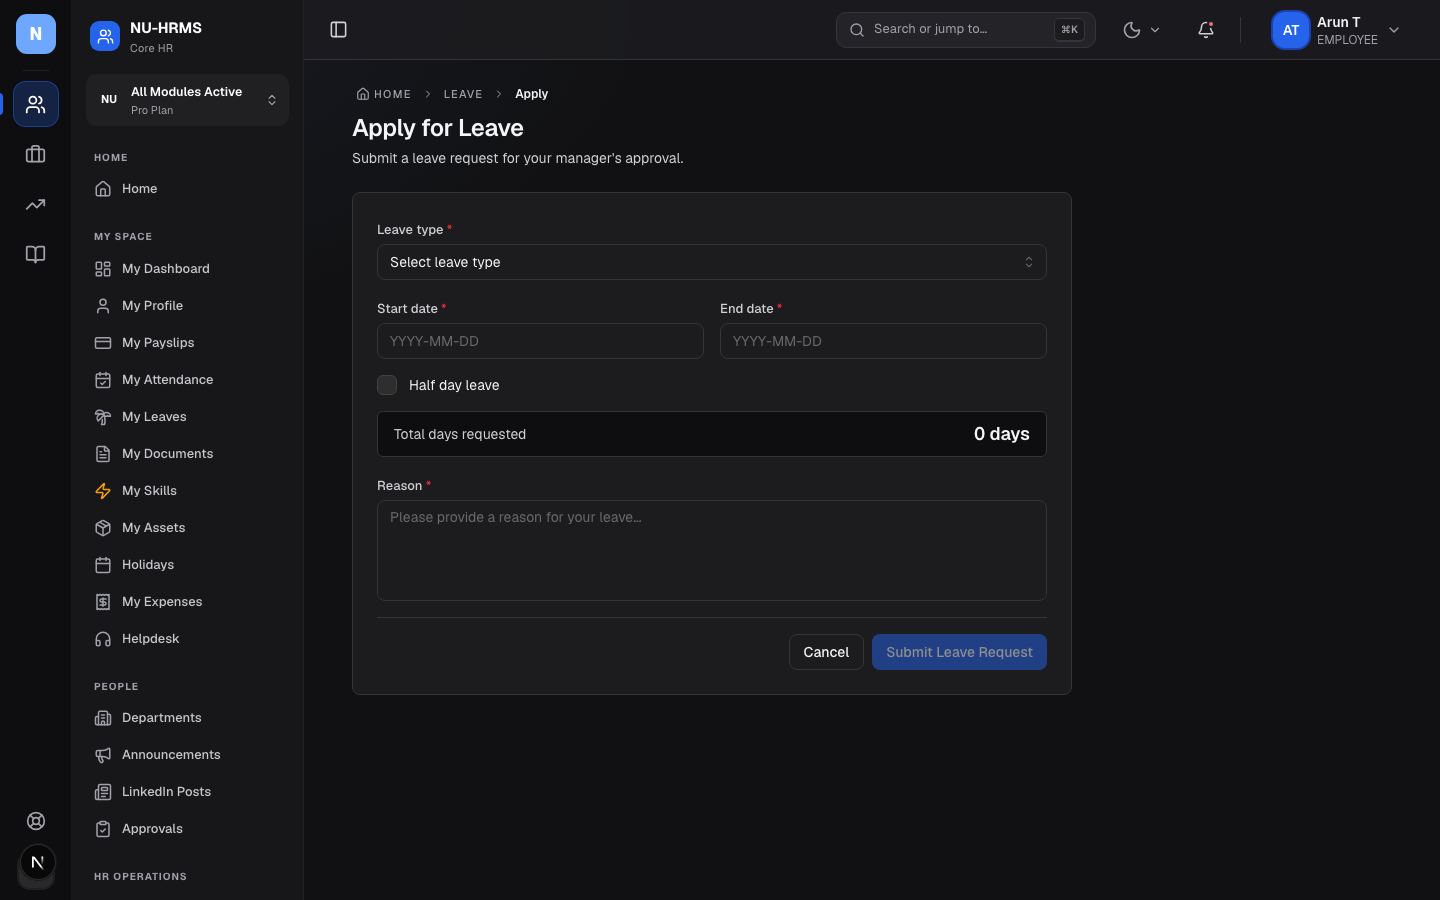 N
NU-HRMS
Core HR
NU
All Modules Active
Pro Plan
HOME
Home
MY SPACE
My Dashboard
My Profile
My Payslips
My Attendance
My Leaves
My Documents
My Skills
My Assets
Holidays
My Expenses
Helpdesk
PEOPLE
Departments
Announcements
LinkedIn Posts
Approvals
HR OPERATIONS
N
Search or jump to...
⌘K
AT
Arun T
EMPLOYEE
HOME > LEAVE > Apply
Apply for Leave
Submit a leave request for your manager's approval.
Leave type *
Select leave type
Start date * End date *
YYYY-MM-DD YYYY-MM-DD
Half day leave
Total days requested 0 days
Reason *
Please provide a reason for your leave...
Cancel Submit Leave Request